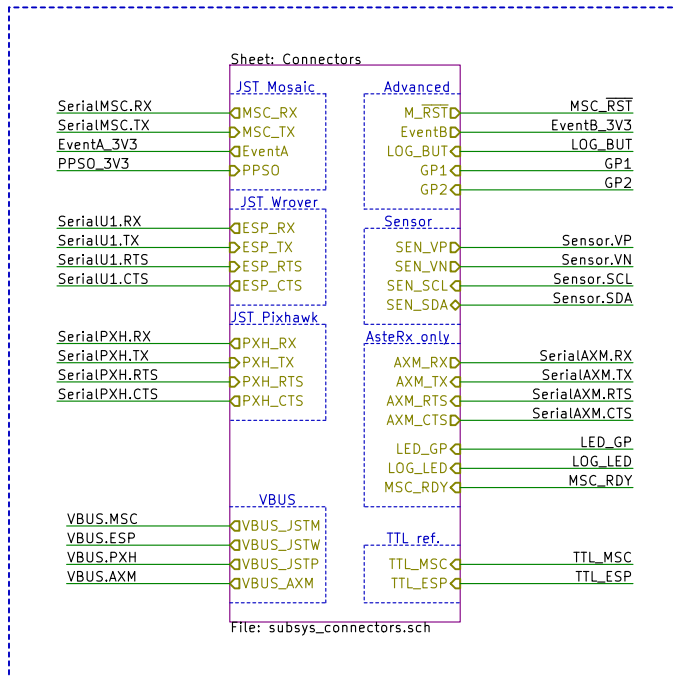 Sheet: Connectors
JST Mosaic
SerialMSC.RX MSC_RX
SerialMSC.TX MSC_TX
EventA_3V3 EventA
PPSO_3V3 PPSO
JST Wrover
SerialU1.RX ESP_RX
SerialU1.TX ESP_TX
SerialU1.RTS ESP_RTS
SerialU1.CTS ESP_CTS
JST Pixhawk
SerialPXH.RX PXH_RX
SerialPXH.TX PXH_TX
SerialPXH.RTS PXH_RTS
SerialPXH.CTS PXH_CTS
VBUS
VBUS.MSC VBUS_JSTM
VBUS.ESP VBUS_JSTW
VBUS.PXH VBUS_JSTP
VBUS.AXM VBUS_AXM
Advanced
M_RST MSC_RST
EventB EventB_3V3
LOG_BUT LOG_BUT
GP1 GP1
GP2 GP2
Sensor
SEN_VP Sensor.VP
SEN_VN Sensor.VN
SEN_SCL Sensor.SCL
SEN_SDA Sensor.SDA
AsteRx only
AXM_RX SerialAXM.RX
AXM_TX SerialAXM.TX
AXM_RTS SerialAXM.RTS
AXM_CTS SerialAXM.CTS
LED_GP LED_GP
LOG_LED LOG_LED
MSC_RDY MSC_RDY
TTL ref.
TTL_MSC TTL_MSC
TTL_ESP TTL_ESP
File: subsys_connectors.sch